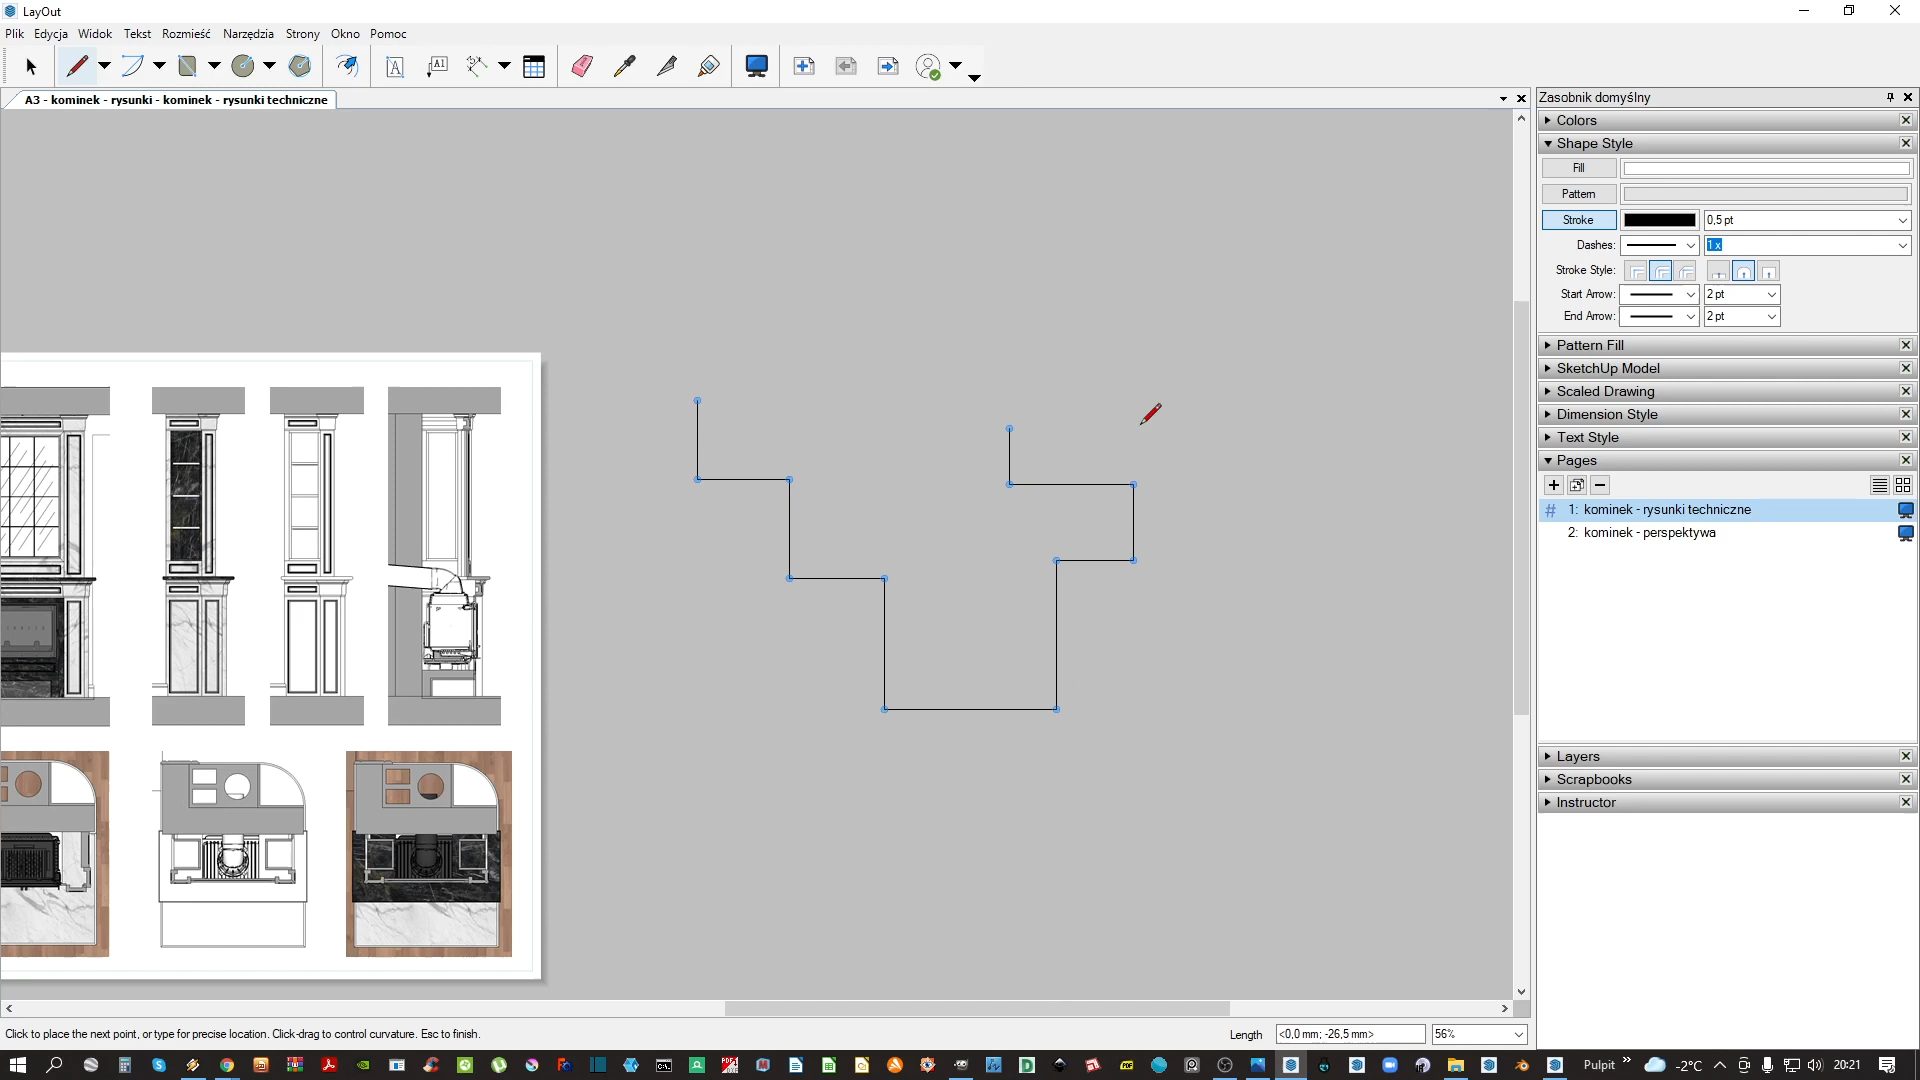 LayOut
Plik Edycja Widok Tekst Rozmieść Narzędzia Strony Okno Pomoc
A3 - kominek - rysunki - kominek - rysunki techniczne
Zasobnik domyślny
Colors
Shape Style
Fill
Pattern
Stroke 0,5 pt
Dashes: 1 x
Stroke Style:
Start Arrow: 2 pt
End Arrow: 2 pt
Pattern Fill
SketchUp Model
Scaled Drawing
Dimension Style
Text Style
Pages
# 1: kominek - rysunki techniczne
2: kominek - perspektywa
Layers
Scrapbooks
Instructor
Click to place the next point, or type for precise location. Click-drag to control curvature. Esc to finish.
Length <0,0 mm; -26,5 mm> 56%
Pulpit » -2°C 20:21